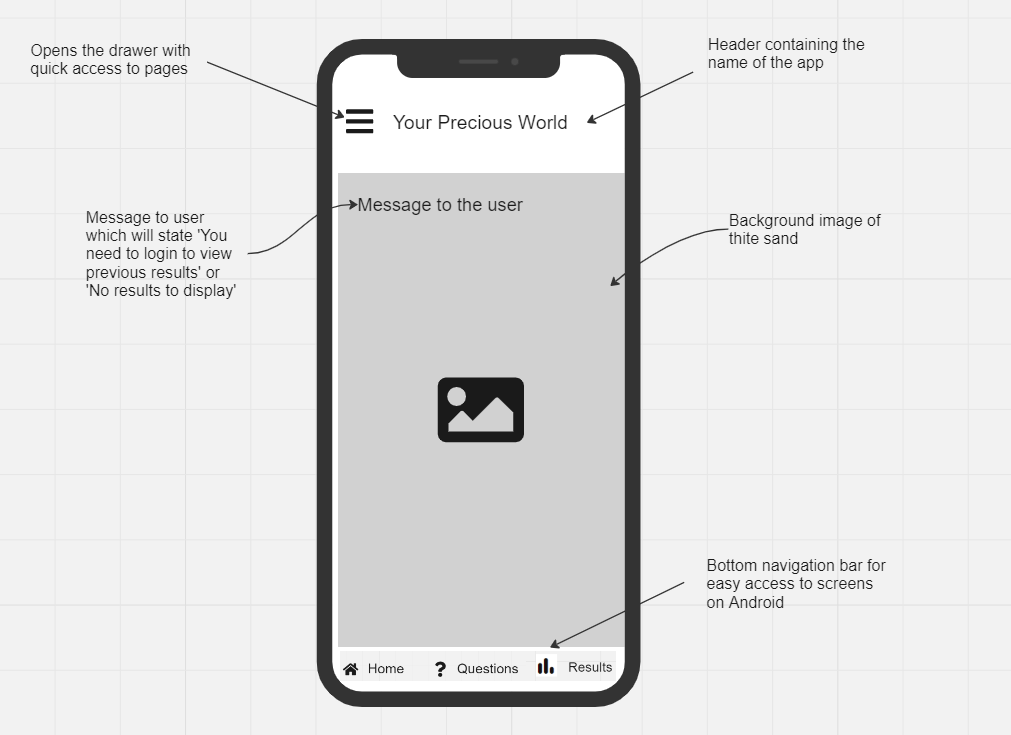 Opens the drawer with
quick access to pages
Header containing the
name of the app
Your Precious World
Message to the user
Message to user
which will state 'You
need to login to view
previous results' or
'No results to display'
Background image of
thite sand
Bottom navigation bar for
easy access to screens
on Android
Home
Questions
Results